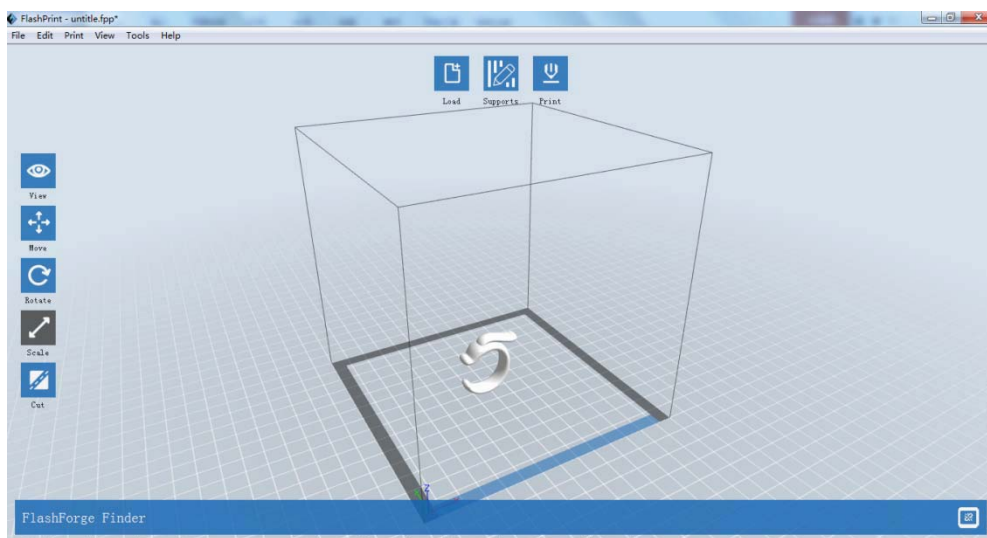 FlashPrint - untitle.fpp*
File Edit Print View Tools Help
Load Supports Print
View
Move
Rotate
Scale
Cut
X Z
FlashForge Finder